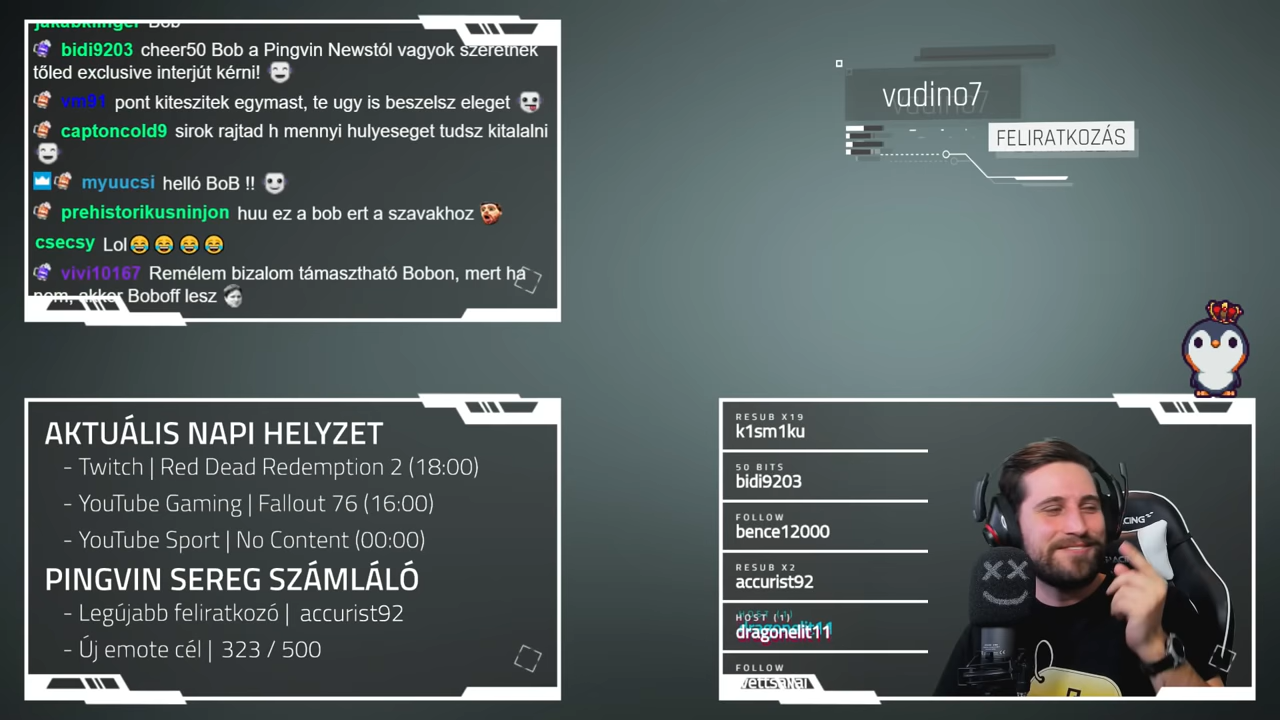 jakabklinger Bob
bidi9203 cheer50 Bob a Pingvin Newstól vagyok szeretnék
tőled exclusive interjút kérni!
vm91 pont kiteszitek egymast, te ugy is beszelsz eleget
captoncold9 sirok rajtad h mennyi hulyeseget tudsz kitalalni
myuucsi helló BoB !!
prehistorikusninjon huu ez a bob ert a szavakhoz
csecsy Lol
vivi10167 Remélem bizalom támasztható Bobon, mert ha
nem, akkor Boboff lesz
vadino7
FELIRATKOZÁS
AKTUÁLIS NAPI HELYZET
- Twitch | Red Dead Redemption 2 (18:00)
- YouTube Gaming | Fallout 76 (16:00)
- YouTube Sport | No Content (00:00)
PINGVIN SEREG SZÁMLÁLÓ
- Legújabb feliratkozó | accurist92
- Új emote cél | 323 / 500
RESUB X19
k1sm1ku
50 BITS
bidi9203
FOLLOW
bence12000
RESUB X2
accurist92
HOST (1)
dragonelit11
FOLLOW